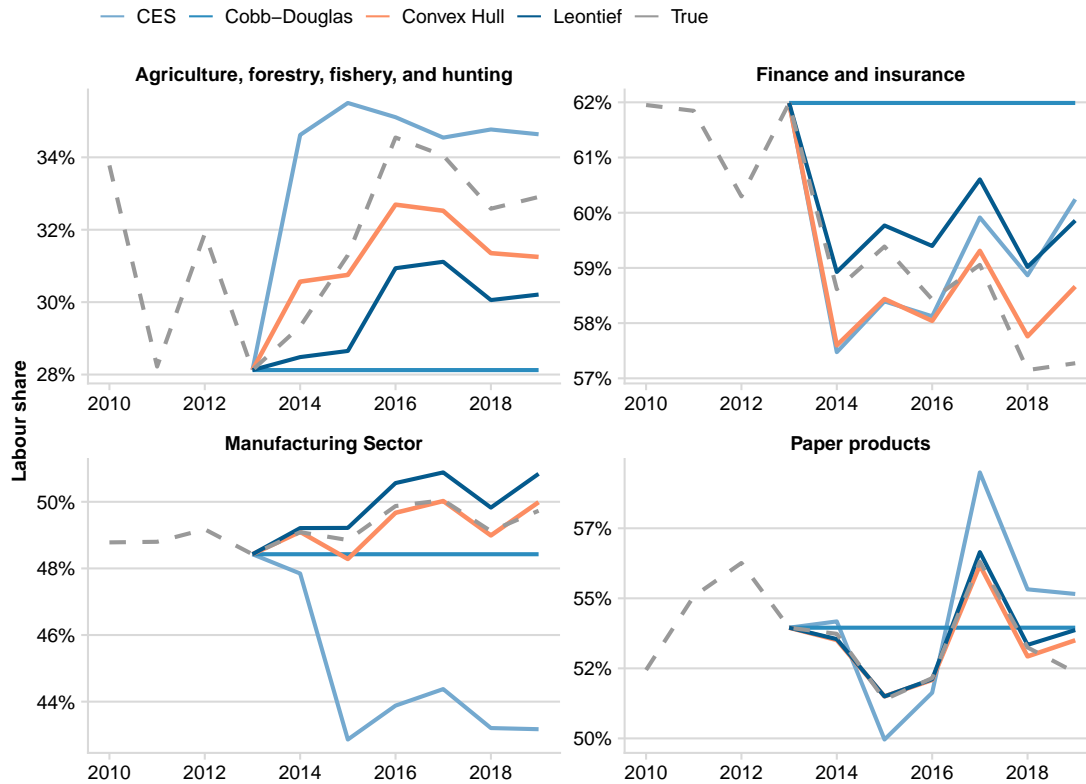 CES Cobb−Douglas Convex Hull Leontief True
Agriculture, forestry, fishery, and hunting
34%
32%
30%
28%
2010 2012 2014 2016 2018
Finance and insurance
62%
61%
60%
59%
58%
57%
2010 2012 2014 2016 2018
Labour share
Manufacturing Sector
50%
48%
46%
44%
2010 2012 2014 2016 2018
Paper products
57%
55%
52%
50%
2010 2012 2014 2016 2018